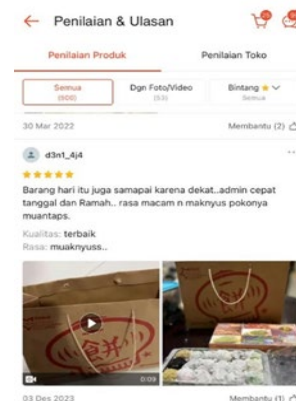 Penilaian & Ulasan
Penilaian Produk
Penilaian Toko
Semua
Dgn Foto/Video
Bintang
Semua
30 Mar 2022
Membantu (2)
d3n1_4j4
Barang hari itu juga samapai karena dekat..admin cepat
tanggal dan Ramah.. rasa macam n maknyus pokonya
muantaps.
Kualitas: terbaik
Rasa: muaknyuss..
0:09
03 Des 2023
Membantu (1)